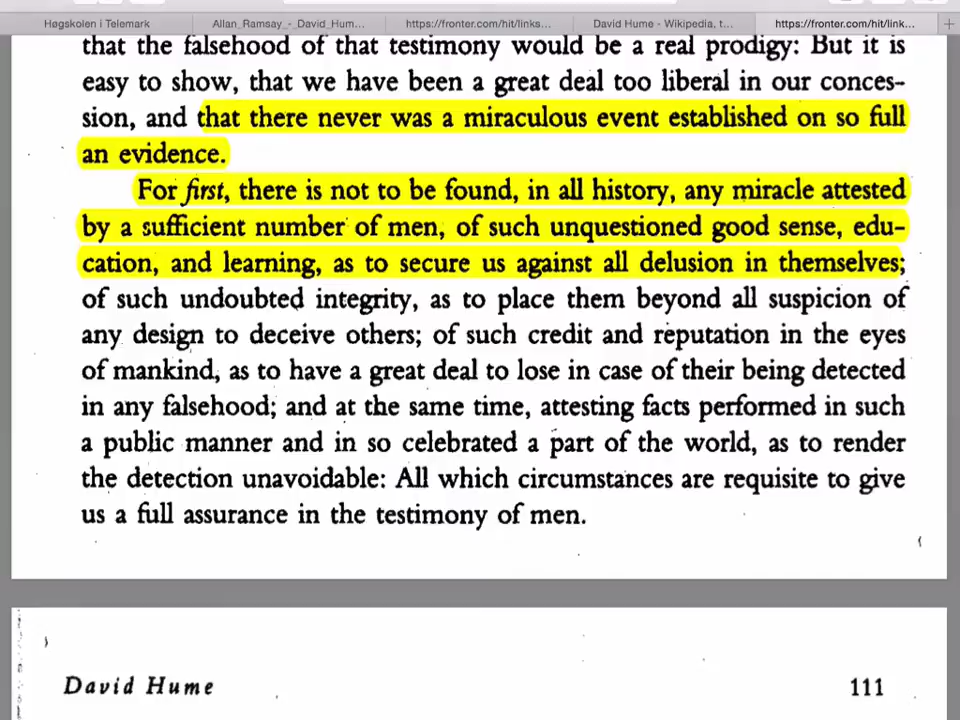 Høgskolen i Telemark
Allan_Ramsay_-_David_Hum...
https://fronter.com/hit/links...
David Hume - Wikipedia, t...
https://fronter.com/hit/link...
that the falsehood of that testimony would be a real prodigy: But it is
easy to show, that we have been a great deal too liberal in our conces-
sion, and that there never was a miraculous event established on so full
an evidence.
For first, there is not to be found, in all history, any miracle attested
by a sufficient number of men, of such unquestioned good sense, edu-
cation, and learning, as to secure us against all delusion in themselves;
of such undoubted integrity, as to place them beyond all suspicion of
any design to deceive others; of such credit and reputation in the eyes
of mankind, as to have a great deal to lose in case of their being detected
in any falsehood; and at the same time, attesting facts performed in such
a public manner and in so celebrated a part of the world, as to render
the detection unavoidable: All which circumstances are requisite to give
us a full assurance in the testimony of men.
David Hume 111